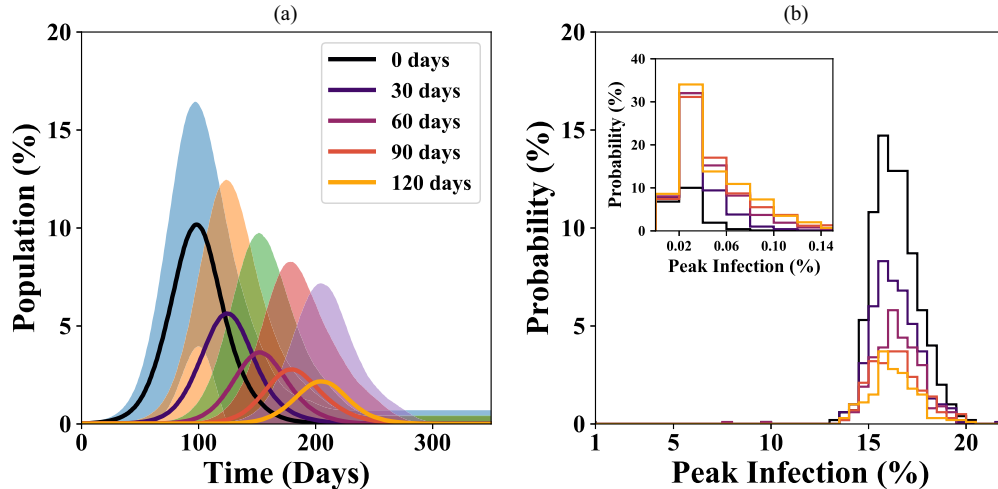 (a)
(b)
20
15
10
5
0
0
100
200
300
Population (%)
Time (Days)
0 days
30 days
60 days
90 days
120 days
20
15
10
5
0
1
5
10
15
20
Probability (%)
Peak Infection (%)
40
30
20
10
0
0.02
0.06
0.10
0.14
Probability (%)
Peak Infection (%)